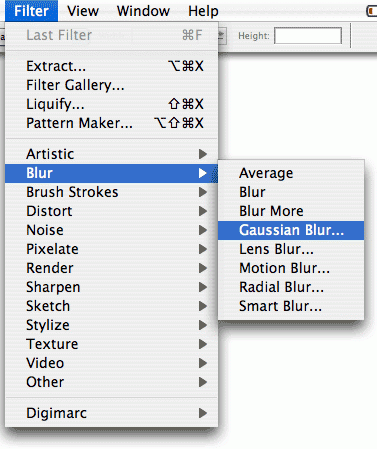 Filter View Window Help
Last Filter ⌘F
Height:
Extract... ⌥⌘X
Filter Gallery...
Liquify... ⇧⌘X
Pattern Maker... ⌥⇧⌘X
Artistic
Blur
Brush Strokes
Distort
Noise
Pixelate
Render
Sharpen
Sketch
Stylize
Texture
Video
Other
Digimarc
Average
Blur
Blur More
Gaussian Blur...
Lens Blur...
Motion Blur...
Radial Blur...
Smart Blur...